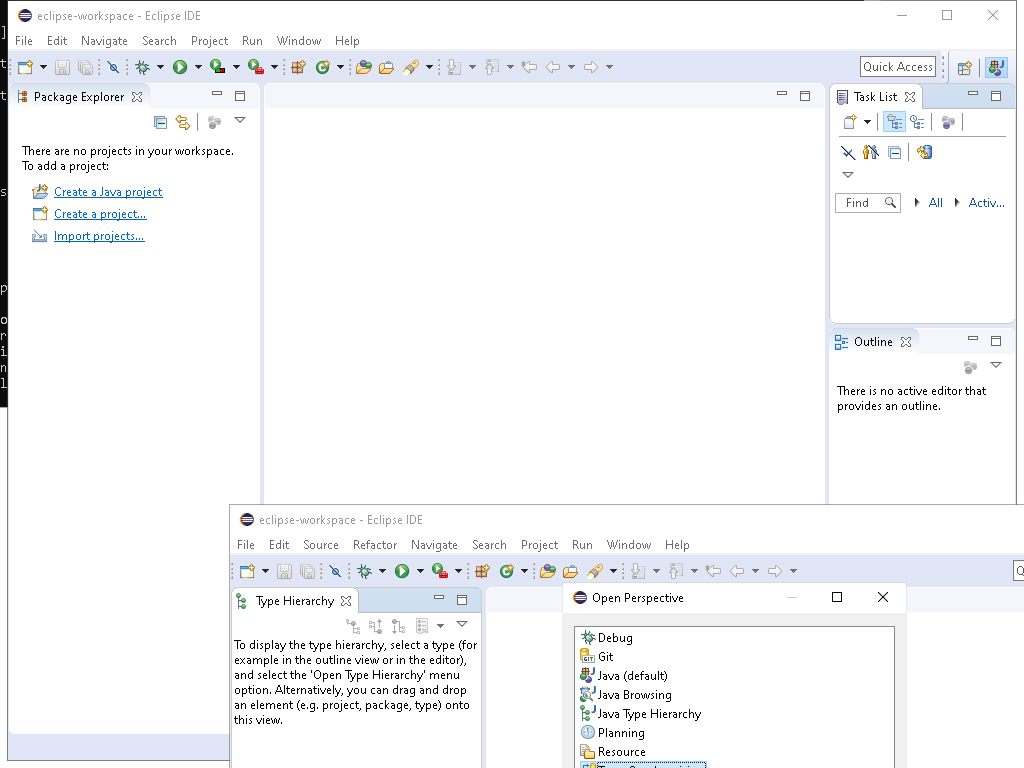 eclipse-workspace - Eclipse IDE
File Edit Navigate Search Project Run Window Help
Quick Access
Package Explorer
Task List
There are no projects in your workspace.
To add a project:
Create a Java project
Create a project...
Import projects...
Find
All
Activ...
Outline
There is no active editor that
provides an outline.
eclipse-workspace - Eclipse IDE
File Edit Source Refactor Navigate Search Project Run Window Help
Type Hierarchy
To display the type hierarchy, select a type (for
example in the outline view or in the editor),
and select the 'Open Type Hierarchy' menu
option. Alternatively, you can drag and drop
an element (e.g. project, package, type) onto
this view.
Open Perspective
Debug
Git
Java (default)
Java Browsing
Java Type Hierarchy
Planning
Resource